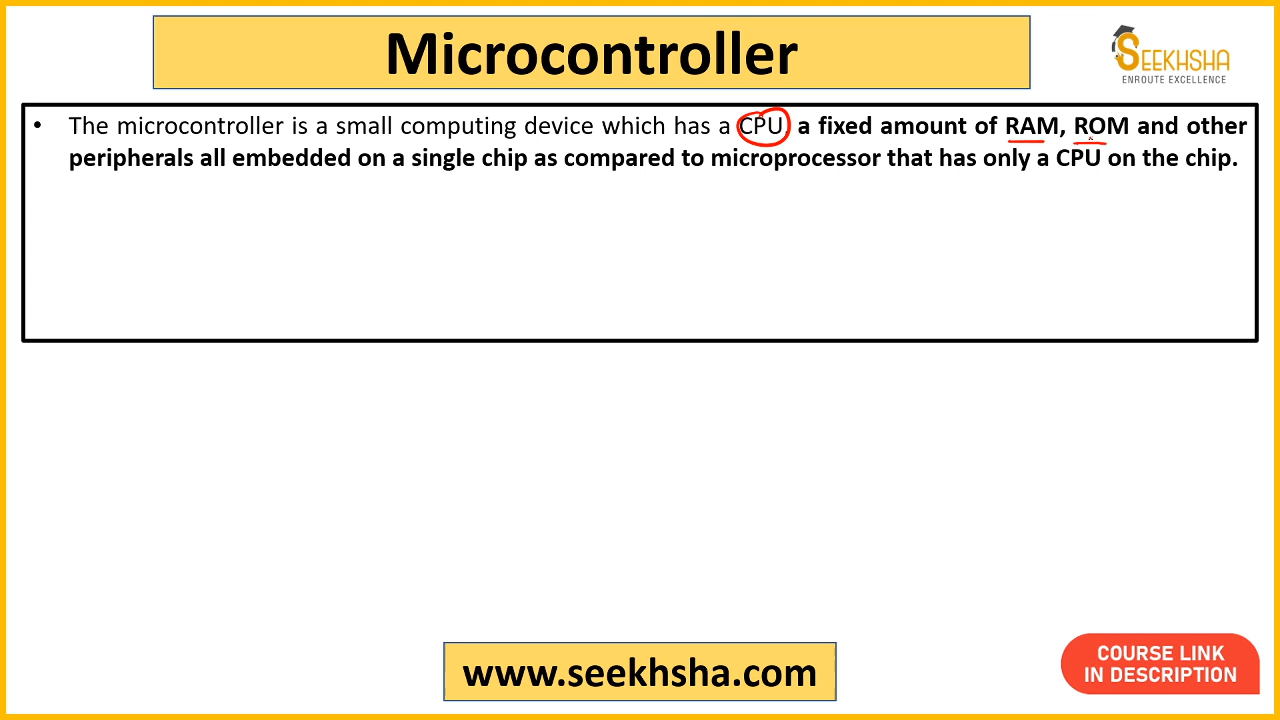 Microcontroller
SEEKHSHA
ENROUTE EXCELLENCE
• The microcontroller is a small computing device which has a CPU, a fixed amount of RAM, ROM and other
peripherals all embedded on a single chip as compared to microprocessor that has only a CPU on the chip.
www.seekhsha.com
COURSE LINK
IN DESCRIPTION